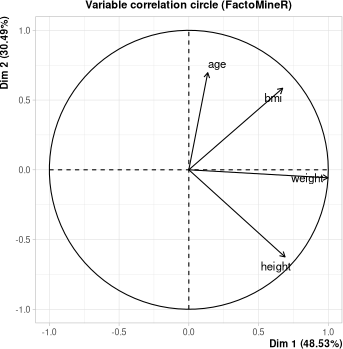 Variable correlation circle (FactoMineR)
Dim 2 (30.49%)
1.0
0.5
0.0
-0.5
-1.0
age
bmi
weight
height
-1.0 -0.5 0.0 0.5 1.0
Dim 1 (48.53%)